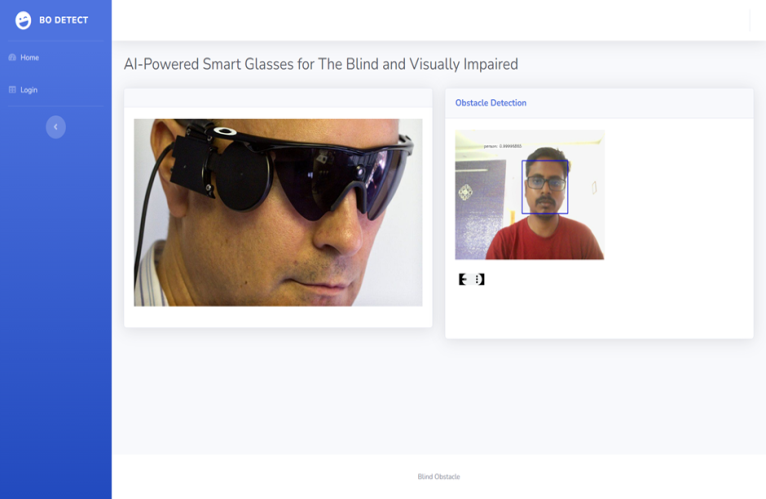 BO DETECT
Home
Login
AI-Powered Smart Glasses for The Blind and Visually Impaired
Obstacle Detection
Blind Obstacle